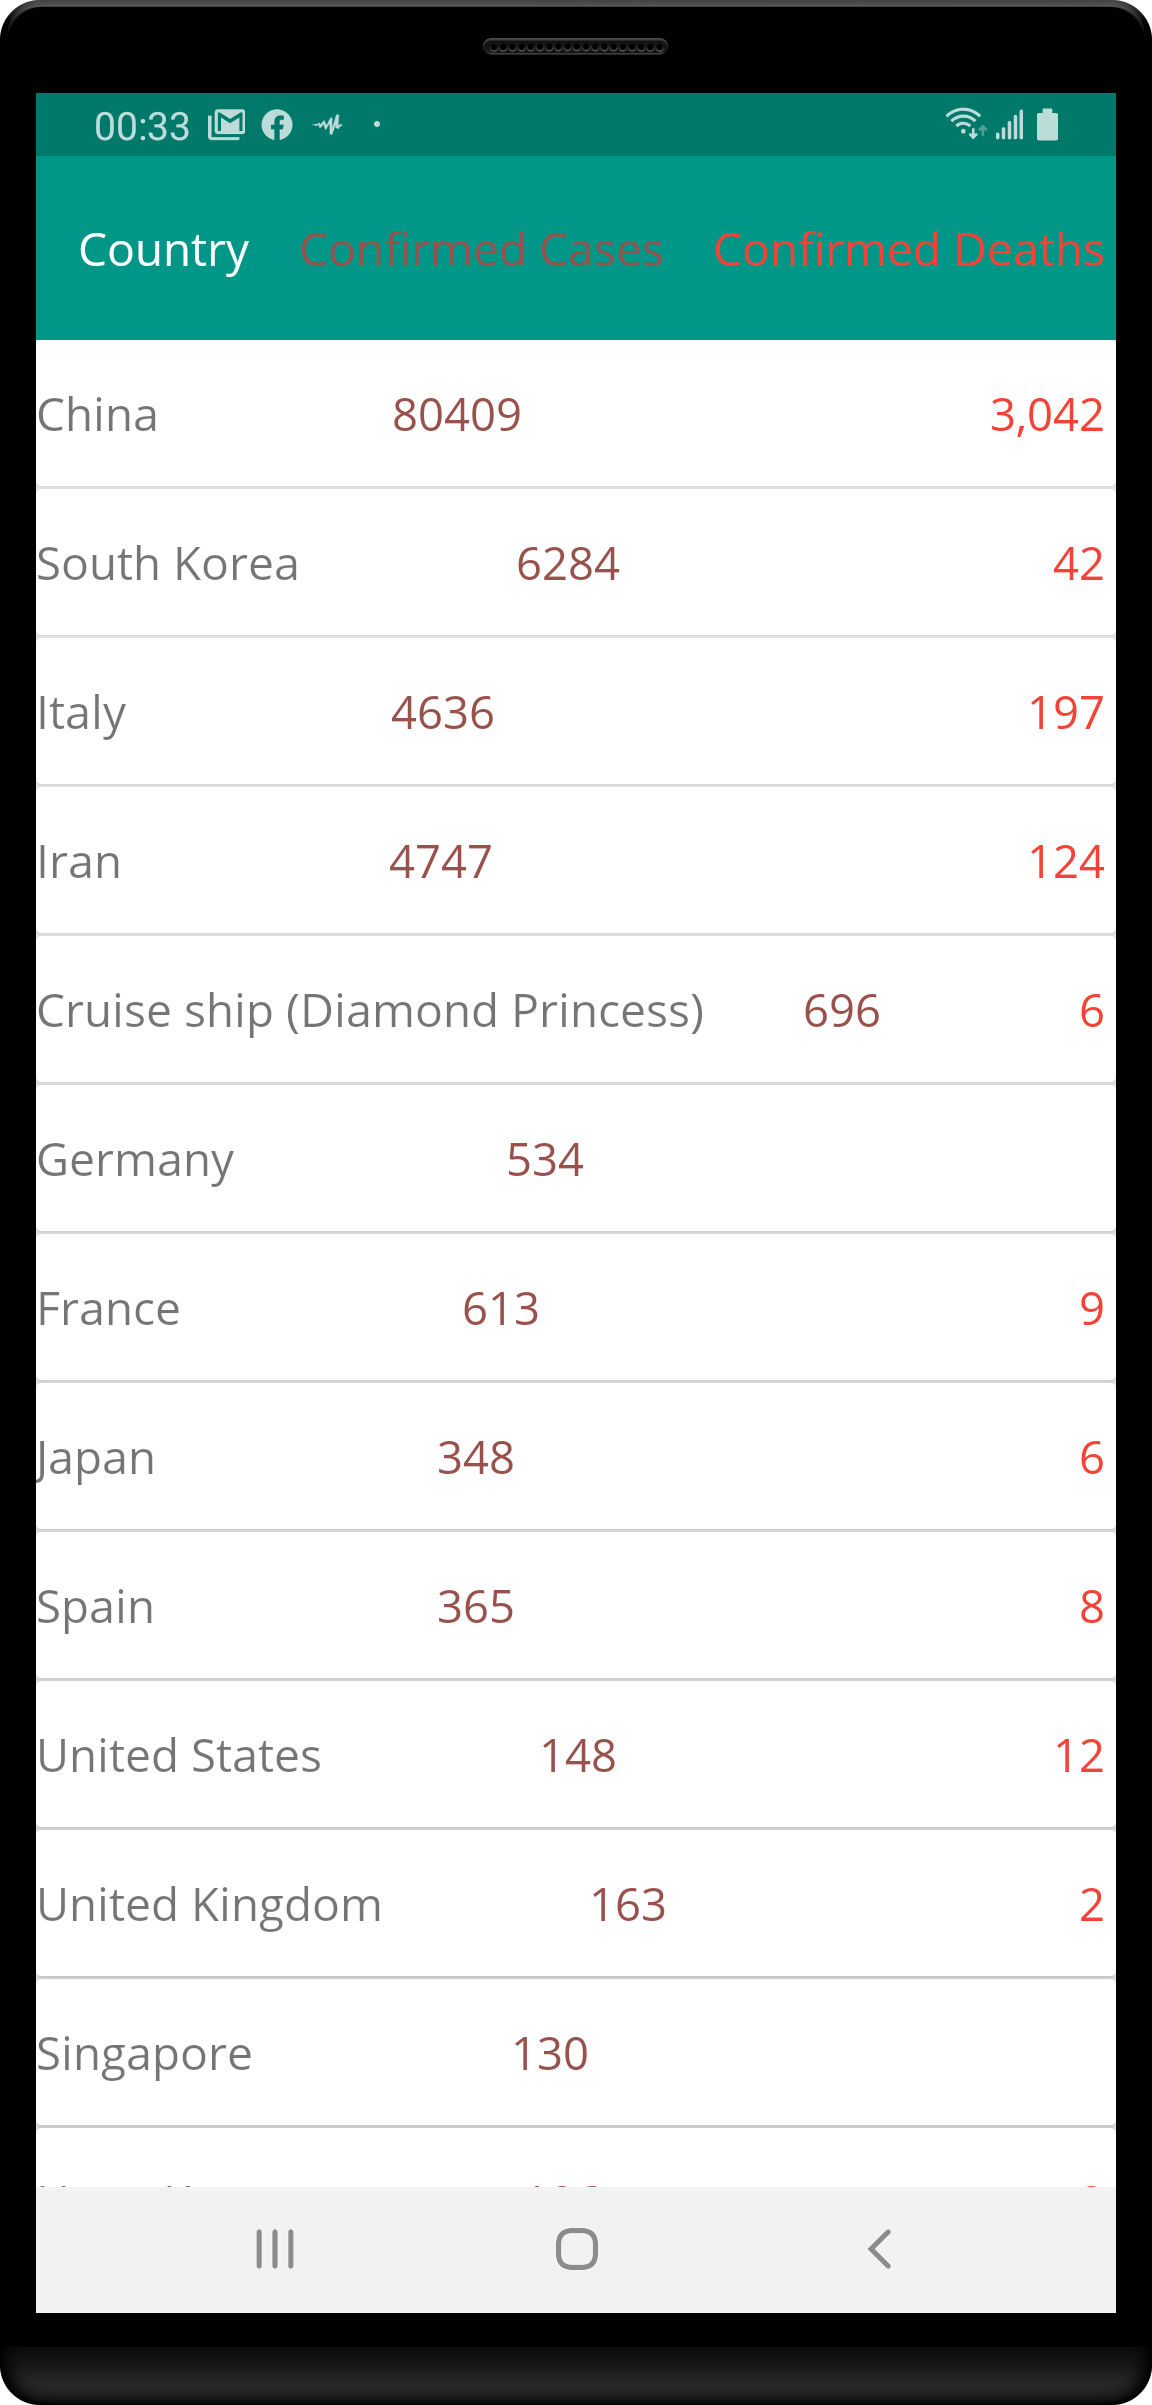 00:33
Country Confirmed Cases Confirmed Deaths
China 80409 3,042
South Korea 6284 42
Italy 4636 197
Iran 4747 124
Cruise ship (Diamond Princess) 696 6
Germany 534
France 613 9
Japan 348 6
Spain 365 8
United States 148 12
United Kingdom 163 2
Singapore 130